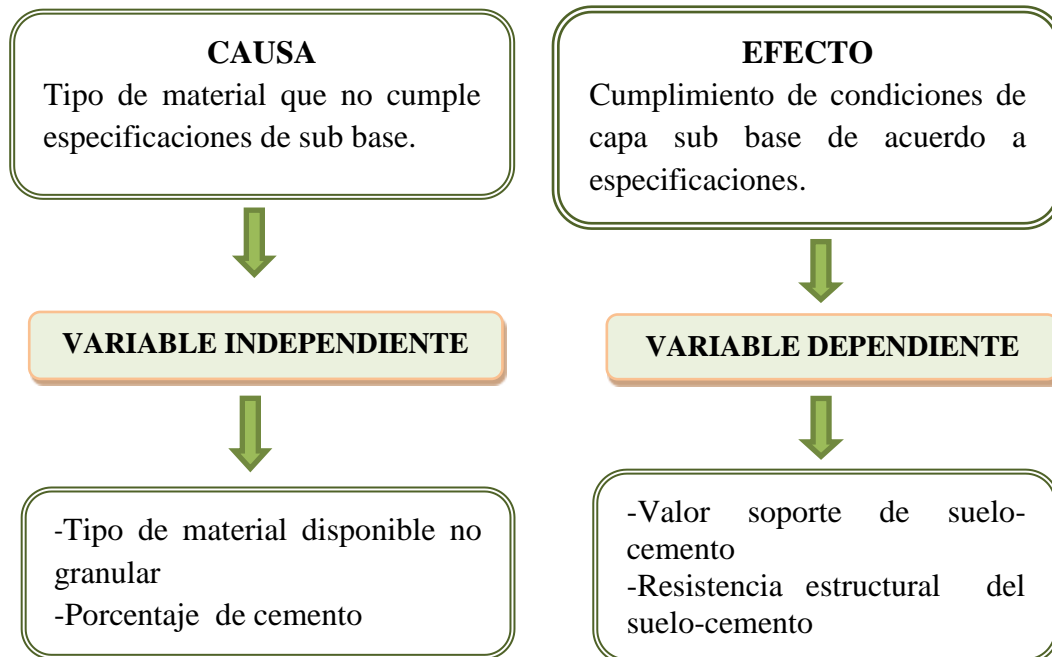 CAUSA
Tipo de material que no cumple
especificaciones de sub base.
VARIABLE INDEPENDIENTE
-Tipo de material disponible no
granular
-Porcentaje de cemento
EFECTO
Cumplimiento de condiciones de
capa sub base de acuerdo a
especificaciones.
VARIABLE DEPENDIENTE
-Valor soporte de suelo-
cemento
-Resistencia estructural del
suelo-cemento